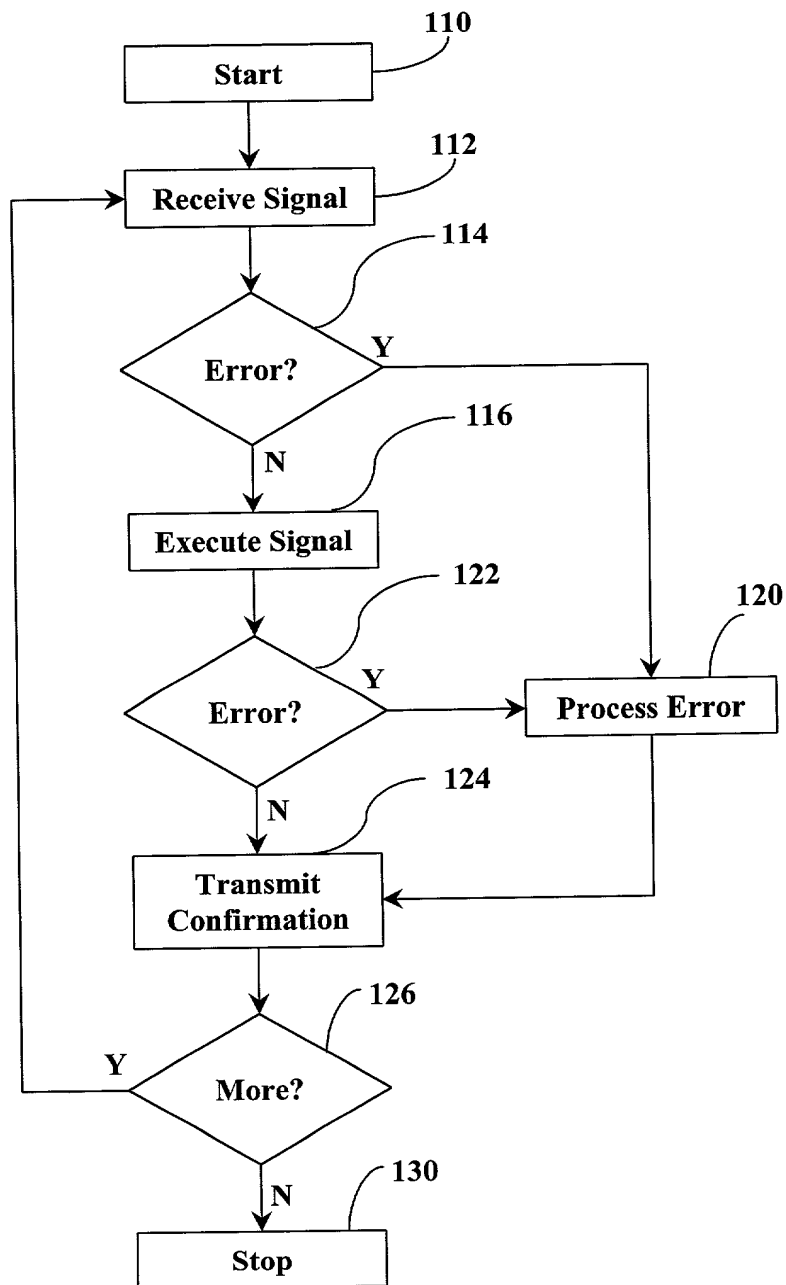 110
Start
112
Receive Signal
114
Error?
Y
116
N
Execute Signal
122
120
Error?
Y
Process Error
124
N
Transmit
Confirmation
126
Y
More?
130
N
Stop